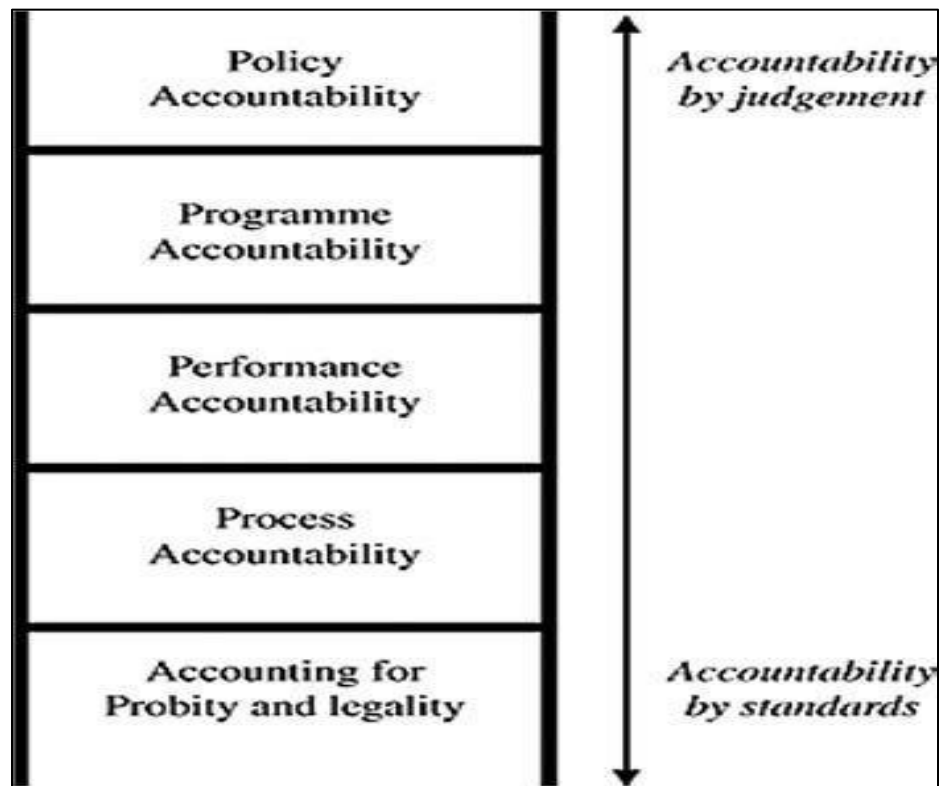 Policy
Accountability
Accountability
by judgement
Programme
Accountability
Performance
Accountability
Process
Accountability
Accounting for
Probity and legality
Accountability
by standards